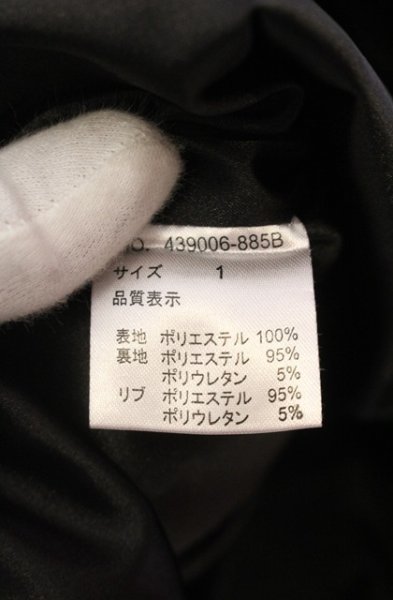 NO. 439006-885B
サイズ 1
品質表示
表地 ポリエステル 100%
裏地 ポリエステル 95%
ポリウレタン 5%
リブ ポリエステル 95%
ポリウレタン 5%